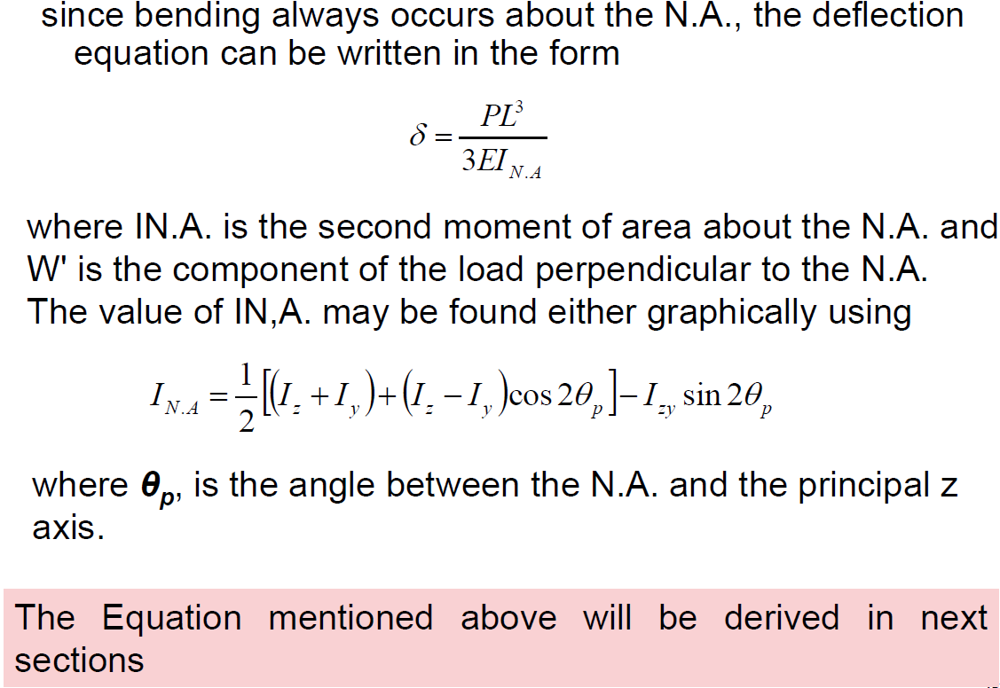 since bending always occurs about the N.A., the deflection
equation can be written in the form
δ = PL³ / 3EI_N.A
where IN.A. is the second moment of area about the N.A. and
W' is the component of the load perpendicular to the N.A.
The value of IN,A. may be found either graphically using
I_N.A = 1/2 [(I_z + I_y) + (I_z − I_y) cos 2θ_p] − I_zy sin 2θ_p
where θ_p, is the angle between the N.A. and the principal z
axis.
The Equation mentioned above will be derived in next
sections